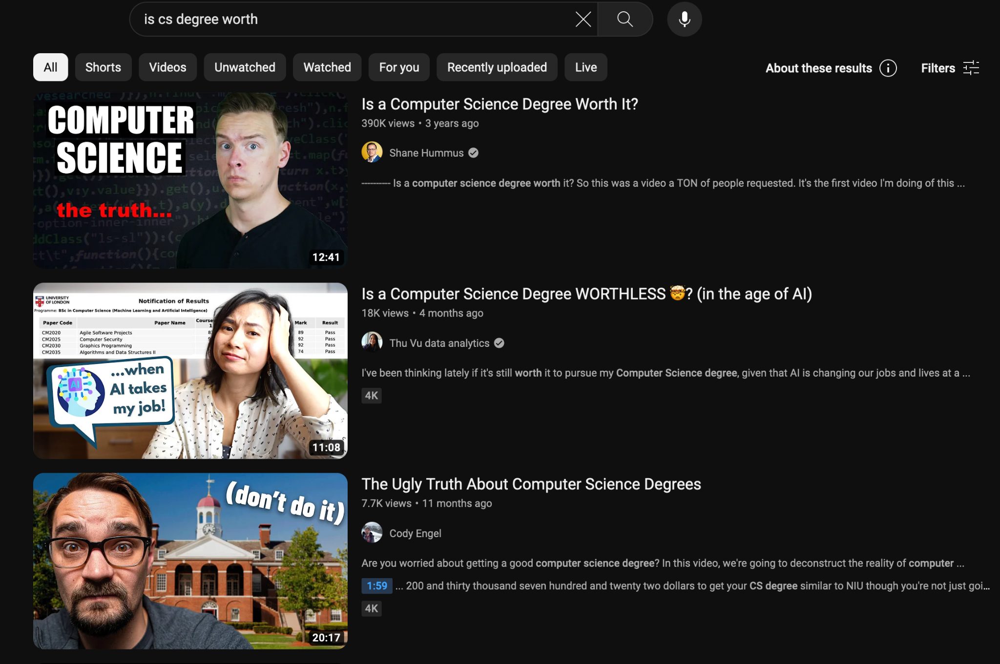 is cs degree worth
All
Shorts
Videos
Unwatched
Watched
For you
Recently uploaded
Live
About these results
Filters
COMPUTER
SCIENCE
the truth...
12:41
Is a Computer Science Degree Worth It?
390K views • 3 years ago
Shane Hummus
----------- Is a computer science degree worth it? So this was a video a TON of people requested. It's the first video I'm doing of this ...
UNIVERSITY
OF LONDON
Notification of Results
Programme: BSc in Computer Science (Machine Learning and Artificial Intelligence)
Paper Code Paper Name Mark Result
CM2020 Agile Software Projects 89 Pass
CM2025 Computer Security 92 Pass
CM2030 Graphics Programming 92 Pass
CM2035 Algorithms and Data Structures II 74 Pass
AI
...when
AI takes
my job!
11:08
Is a Computer Science Degree WORTHLESS 🤯? (in the age of AI)
18K views • 4 months ago
Thu Vu data analytics
I've been thinking lately if it's still worth it to pursue my Computer Science degree, given that AI is changing our jobs and lives at a ...
4K
(don't do it)
20:17
The Ugly Truth About Computer Science Degrees
7.7K views • 11 months ago
Cody Engel
Are you worried about getting a good computer science degree? In this video, we're going to deconstruct the reality of computer ...
1:59 ... 200 and thirty thousand seven hundred and twenty two dollars to get your CS degree similar to NIU though you're not just goi...
4K